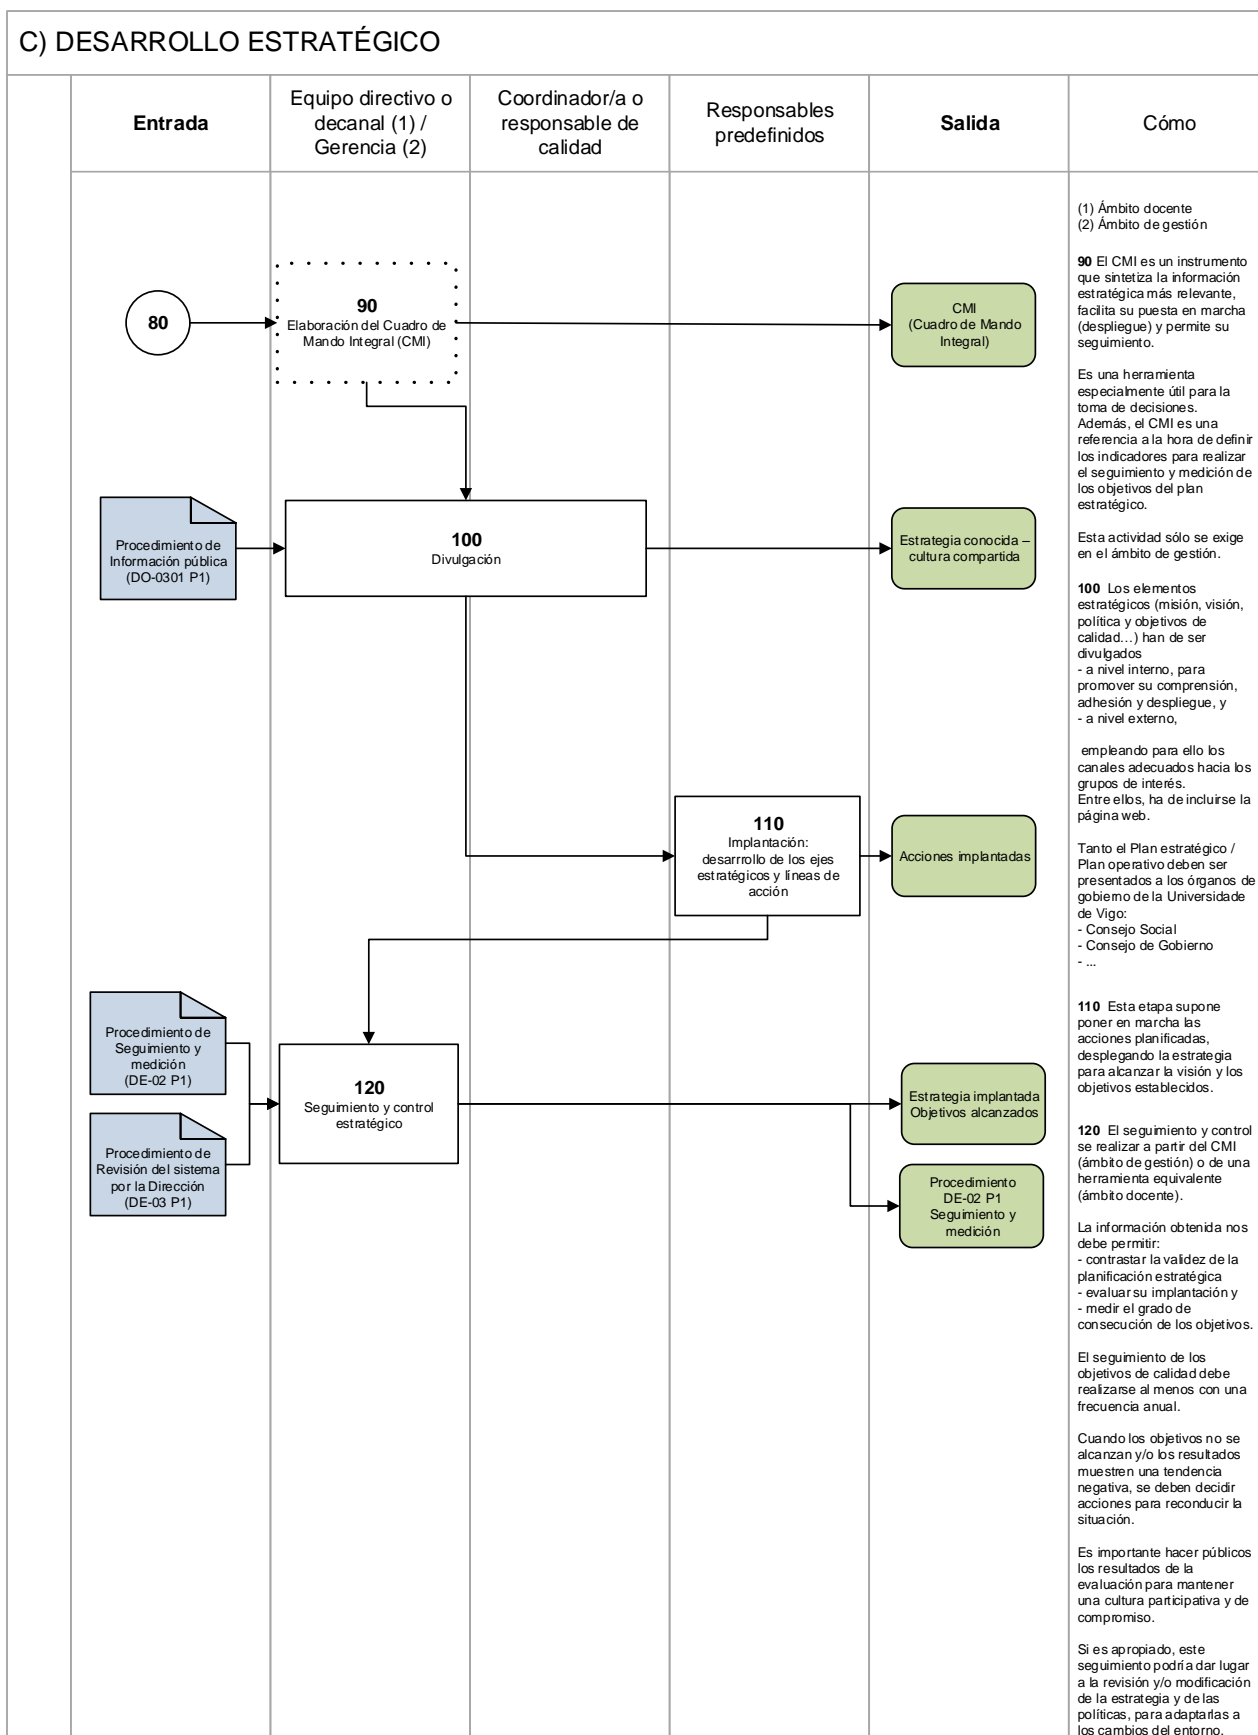 C) DESARROLLO ESTRATÉGICO
Entrada
Equipo directivo o
decanal (1) /
Gerencia (2)
Coordinador/a o
responsable de
calidad
Responsables
predefinidos
Salida
Cómo
80
90
Elaboración del Cuadro de
Mando Integral (CMI)
CMI
(Cuadro de Mando
Integral)
Procedimiento de
Información pública
(DO-0301 P1)
100
Divulgación
Estrategia conocida –
cultura compartida
110
Implantación:
desarrrollo de los ejes
estratégicos y líneas de
acción
Acciones implantadas
Procedimiento de
Seguimiento y
medición
(DE-02 P1)
Procedimiento de
Revisión del sistema
por la Dirección
(DE-03 P1)
120
Seguimiento y control
estratégico
Estrategia implantada
Objetivos alcanzados
Procedimiento
DE-02 P1
Seguimiento y
medición
(1) Ámbito docente
(2) Ámbito de gestión
90 El CMI es un instrumento
que sintetiza la información
estratégica más relevante,
facilita su puesta en marcha
(despliegue) y permite su
seguimiento.
Es una herramienta
especialmente útil para la
toma de decisiones.
Además, el CMI es una
referencia a la hora de definir
los indicadores para realizar
el seguimiento y medición de
los objetivos del plan
estratégico.
Esta actividad sólo se exige
en el ámbito de gestión.
100 Los elementos
estratégicos (misión, visión,
política y objetivos de
calidad…) han de ser
divulgados
- a nivel interno, para
promover su comprensión,
adhesión y despliegue, y
- a nivel externo,
empleando para ello los
canales adecuados hacia los
grupos de interés.
Entre ellos, ha de incluirse la
página web.
Tanto el Plan estratégico /
Plan operativo deben ser
presentados a los órganos de
gobierno de la Universidade
de Vigo:
- Consejo Social
- Consejo de Gobierno
- ...
110 Esta etapa supone
poner en marcha las
acciones planificadas,
desplegando la estrategia
para alcanzar la visión y los
objetivos establecidos.
120 El seguimiento y control
se realizar a partir del CMI
(ámbito de gestión) o de una
herramienta equivalente
(ámbito docente).
La información obtenida nos
debe permitir:
- contrastar la validez de la
planificación estratégica
- evaluar su implantación y
- medir el grado de
consecución de los objetivos.
El seguimiento de los
objetivos de calidad debe
realizarse al menos con una
frecuencia anual.
Cuando los objetivos no se
alcanzan y/o los resultados
muestren una tendencia
negativa, se deben decidir
acciones para reconducir la
situación.
Es importante hacer públicos
los resultados de la
evaluación para mantener
una cultura participativa y de
compromiso.
Si es apropiado, este
seguimiento podría dar lugar
a la revisión y/o modificación
de la estrategia y de las
políticas, para adaptarlas a
los cambios del entorno.